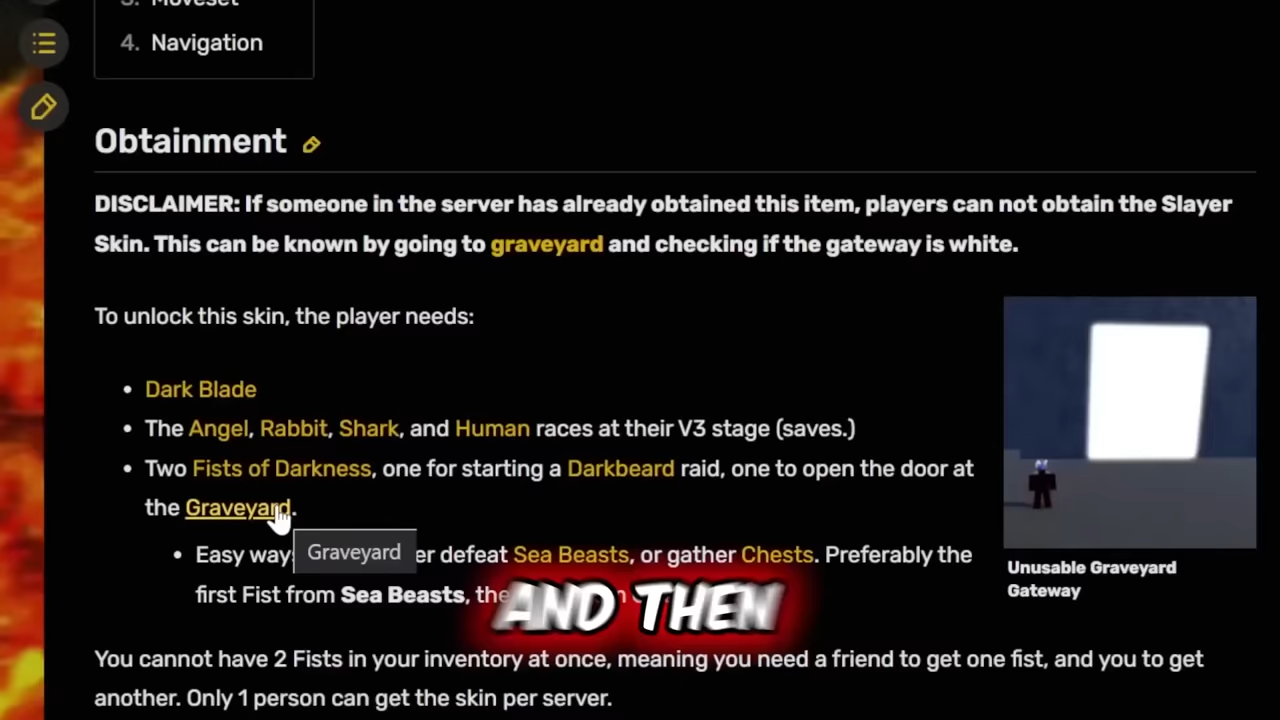 3. Moveset
4. Navigation
Obtainment
DISCLAIMER: If someone in the server has already obtained this item, players can not obtain the Slayer
Skin. This can be known by going to graveyard and checking if the gateway is white.
To unlock this skin, the player needs:
• Dark Blade
• The Angel, Rabbit, Shark, and Human races at their V3 stage (saves.)
• Two Fists of Darkness, one for starting a Darkbeard raid, one to open the door at
the Graveyard.
• Easy way er defeat Sea Beasts, or gather Chests. Preferably the
Graveyard
first Fist from Sea Beasts,
AND THEN
Unusable Graveyard
Gateway
You cannot have 2 Fists in your inventory at once, meaning you need a friend to get one fist, and you to get
another. Only 1 person can get the skin per server.